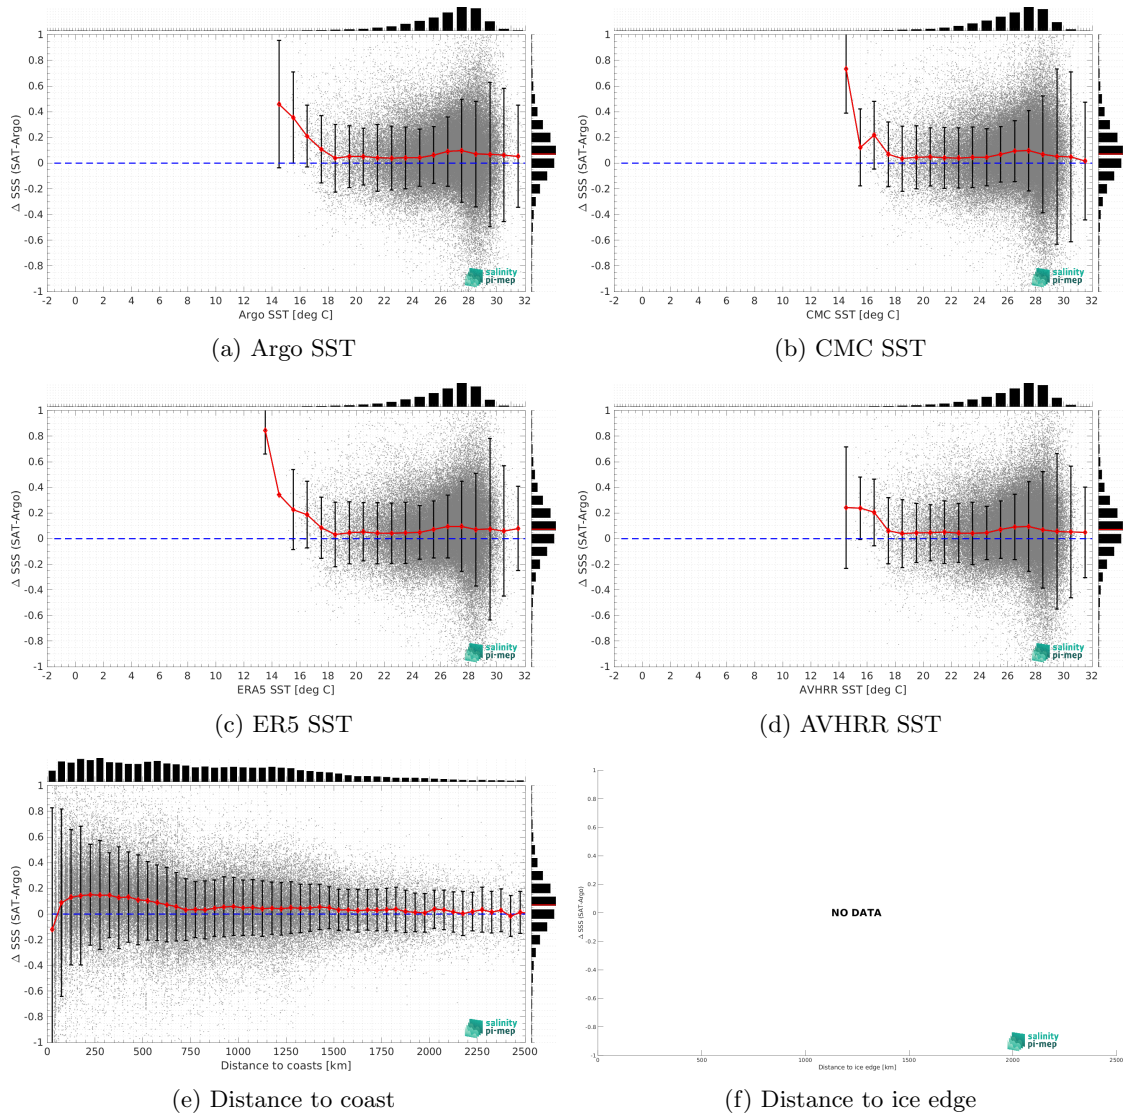 1
0.8
0.6
0.4
0.2
0
-0.2
-0.4
-0.6
-0.8
-1
Δ SSS (SAT-Argo)
salinity
pi-mep
-2 0 2 4 6 8 10 12 14 16 18 20 22 24 26 28 30 32
Argo SST [deg C]
(a) Argo SST
1
0.8
0.6
0.4
0.2
0
-0.2
-0.4
-0.6
-0.8
-1
Δ SSS (SAT-Argo)
salinity
pi-mep
-2 0 2 4 6 8 10 12 14 16 18 20 22 24 26 28 30 32
CMC SST [deg C]
(b) CMC SST
1
0.8
0.6
0.4
0.2
0
-0.2
-0.4
-0.6
-0.8
-1
Δ SSS (SAT-Argo)
salinity
pi-mep
-2 0 2 4 6 8 10 12 14 16 18 20 22 24 26 28 30 32
ERA5 SST [deg C]
(c) ER5 SST
1
0.8
0.6
0.4
0.2
0
-0.2
-0.4
-0.6
-0.8
-1
Δ SSS (SAT-Argo)
salinity
pi-mep
-2 0 2 4 6 8 10 12 14 16 18 20 22 24 26 28 30 32
AVHRR SST [deg C]
(d) AVHRR SST
1
0.8
0.6
0.4
0.2
0
-0.2
-0.4
-0.6
-0.8
-1
Δ SSS (SAT-Argo)
salinity
pi-mep
0 250 500 750 1000 1250 1500 1750 2000 2250 2500
Distance to coasts [km]
(e) Distance to coast
1
0.8
0.6
0.4
0.2
0
-0.2
-0.4
-0.6
-0.8
-1
Δ SSS (SAT-Argo)
NO DATA
salinity
pi-mep
0 500 1000 1500 2000 2500
Distance to ice edge [km]
(f) Distance to ice edge